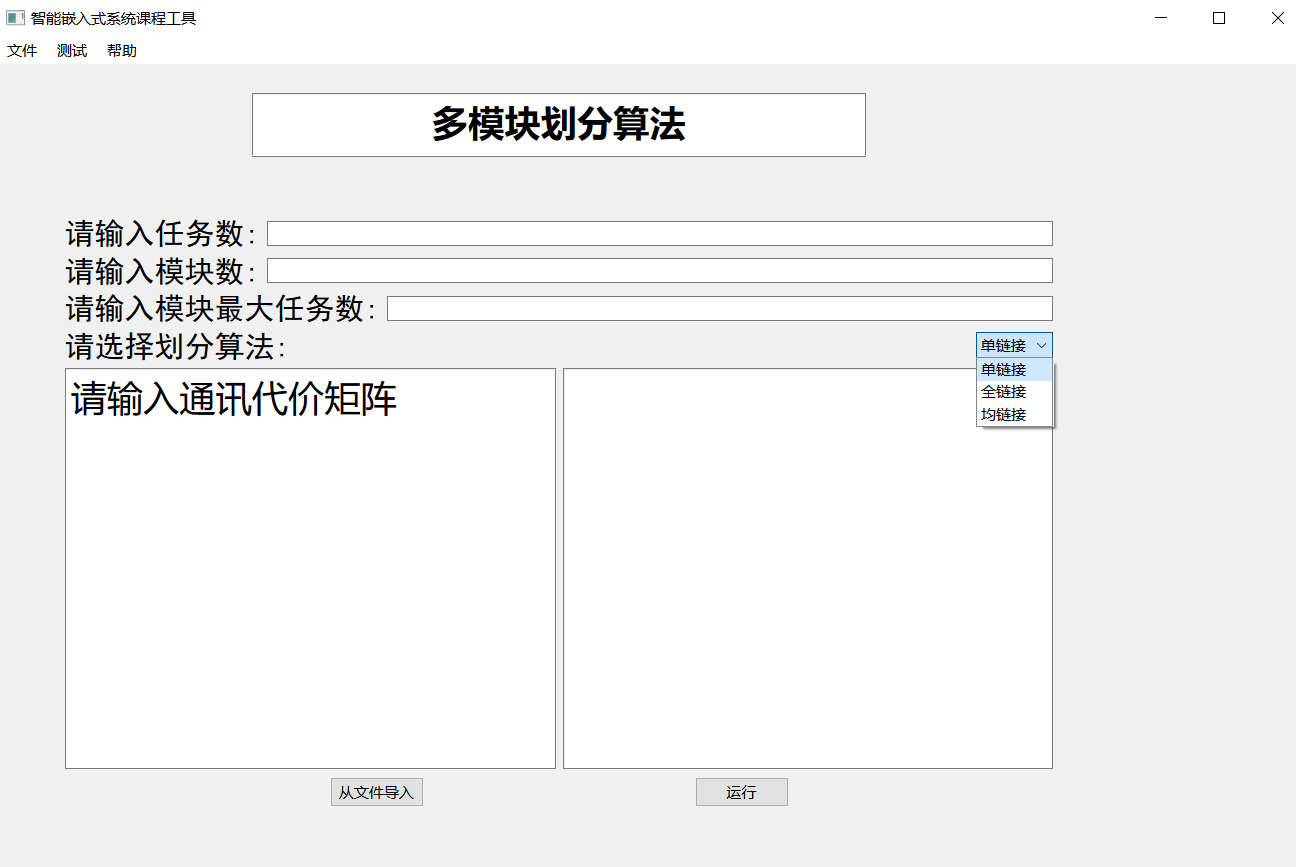 智能嵌入式系统课程工具
文件 测试 帮助
多模块划分算法
请输入任务数:
请输入模块数:
请输入模块最大任务数:
请选择划分算法:
单链接
单链接
全链接
均链接
请输入通讯代价矩阵
从文件导入 运行